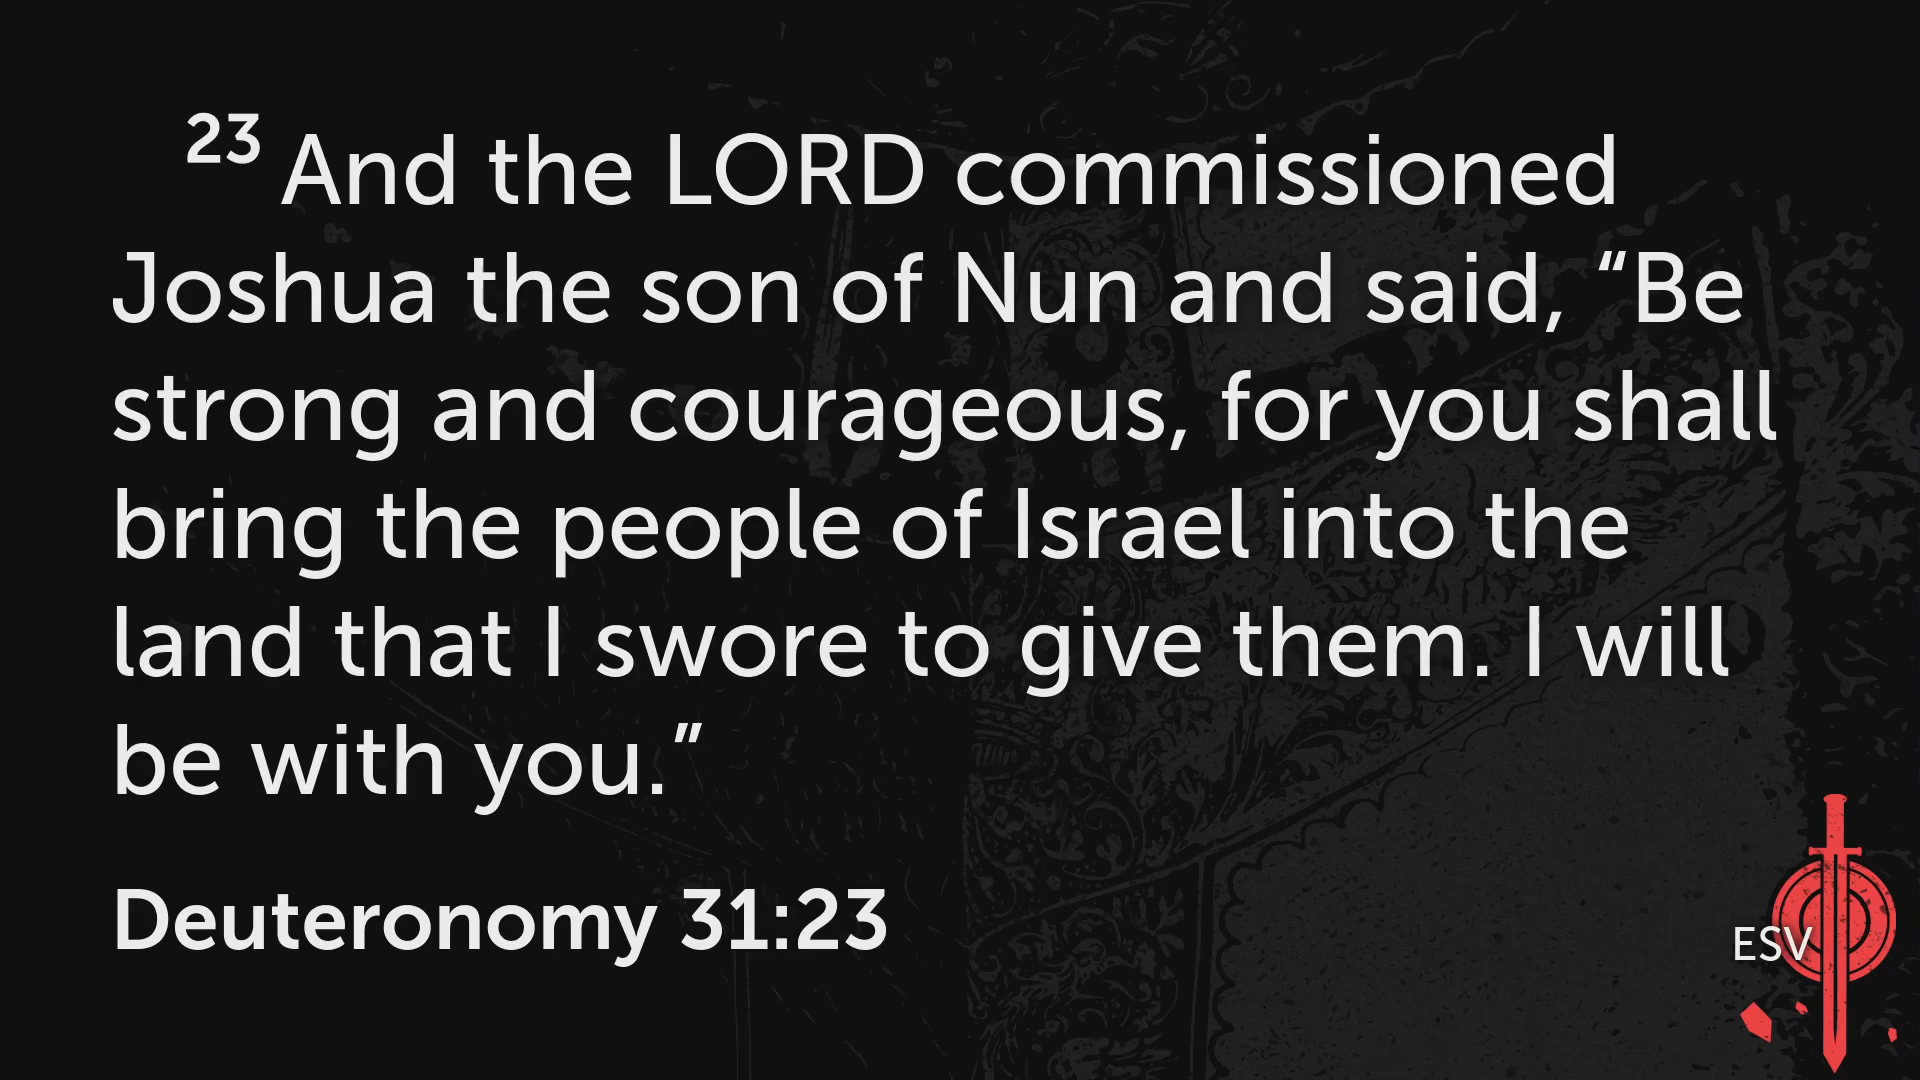 23 And the LORD commissioned
Joshua the son of Nun and said, “Be
strong and courageous, for you shall
bring the people of Israel into the
land that I swore to give them. I will
be with you.”
Deuteronomy 31:23
ESV